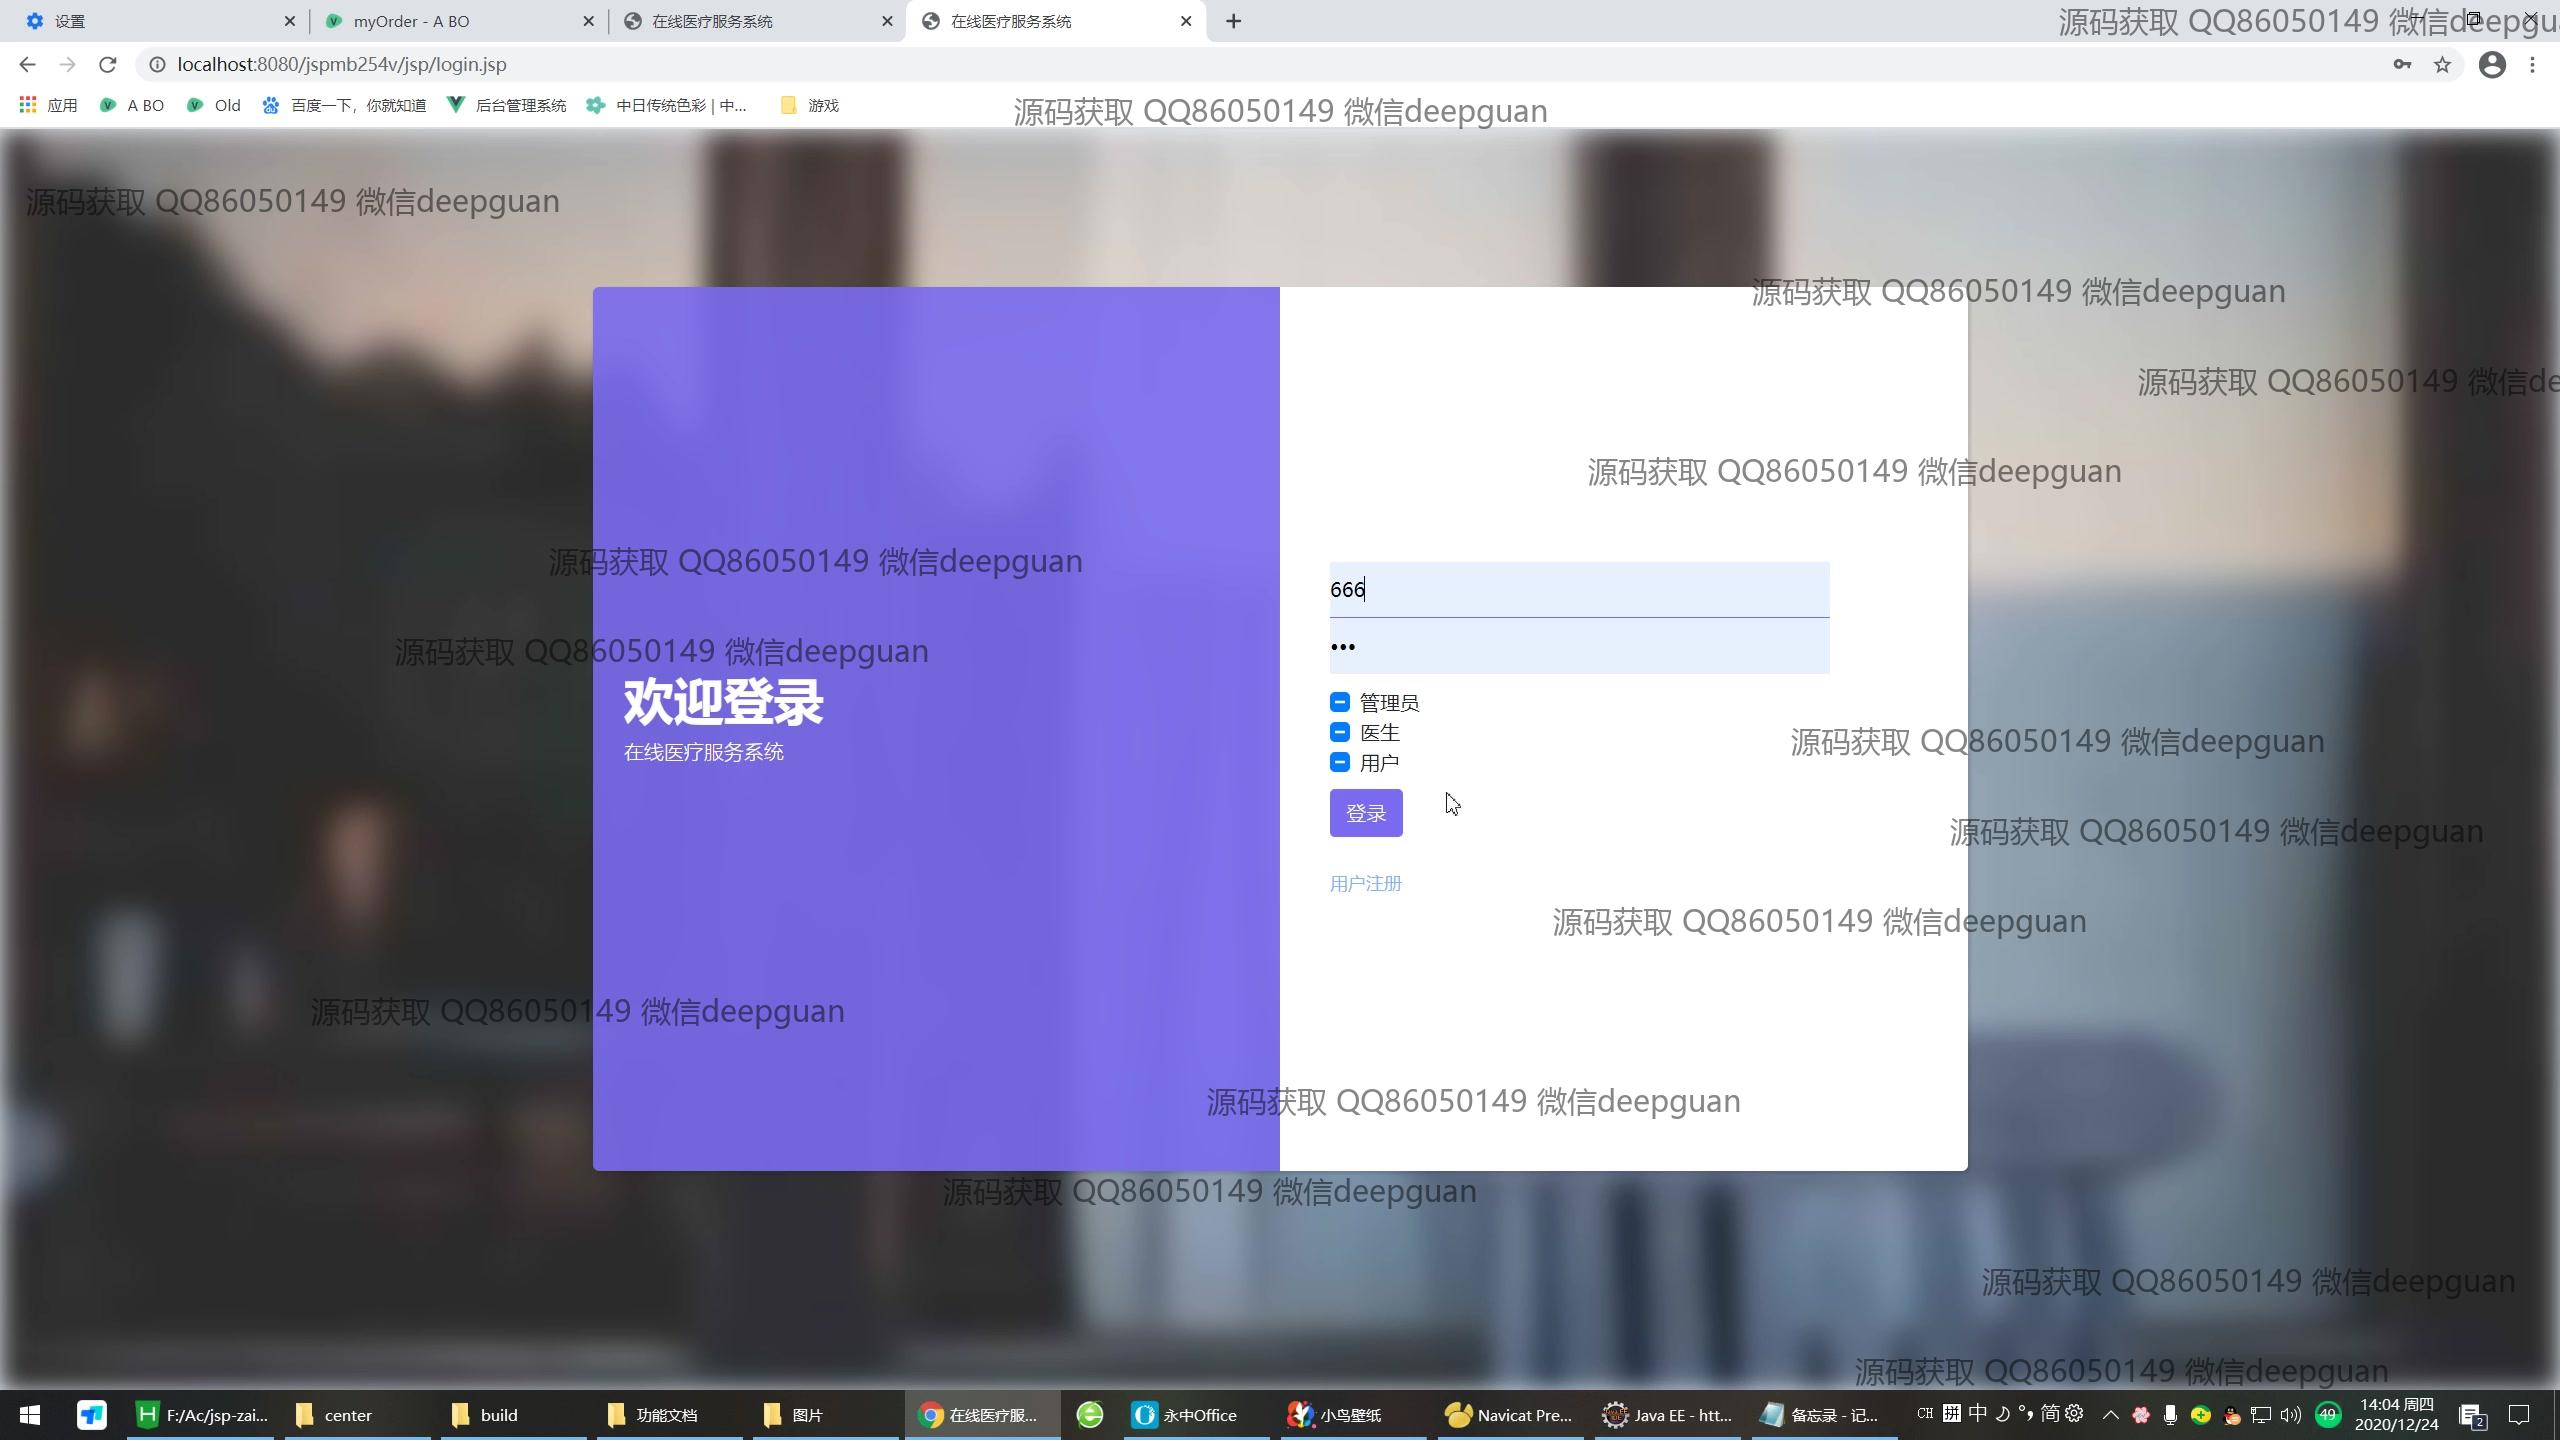 设置
myOrder - A BO
在线医疗服务系统
在线医疗服务系统
源码获取 QQ86050149 微信deepgu
localhost:8080/jspmb254v/jsp/login.jsp
应用
A BO
Old
百度一下，你就知道
后台管理系统
中日传统色彩 | 中...
游戏
源码获取 QQ86050149 微信deepguan
源码获取 QQ86050149 微信deepguan
源码获取 QQ86050149 微信deepguan
源码获取 QQ86050149 微信de
源码获取 QQ86050149 微信deepguan
源码获取 QQ86050149 微信deepguan
666
源码获取 QQ86050149 微信deepguan
•••
欢迎登录
在线医疗服务系统
管理员
医生
用户
源码获取 QQ86050149 微信deepguan
登录
源码获取 QQ86050149 微信deepguan
用户注册
源码获取 QQ86050149 微信deepguan
源码获取 QQ86050149 微信deepguan
源码获取 QQ86050149 微信deepguan
源码获取 QQ86050149 微信deepguan
源码获取 QQ86050149 微信deepguan
源码获取 QQ86050149 微信deepguan
F:/Ac/jsp-zai...
center
build
功能文档
图片
在线医疗服...
永中Office
小鸟壁纸
Navicat Pre...
Java EE - htt...
备忘录 - 记...
CH 拼 中 简
49
14:04 周四
2020/12/24
2